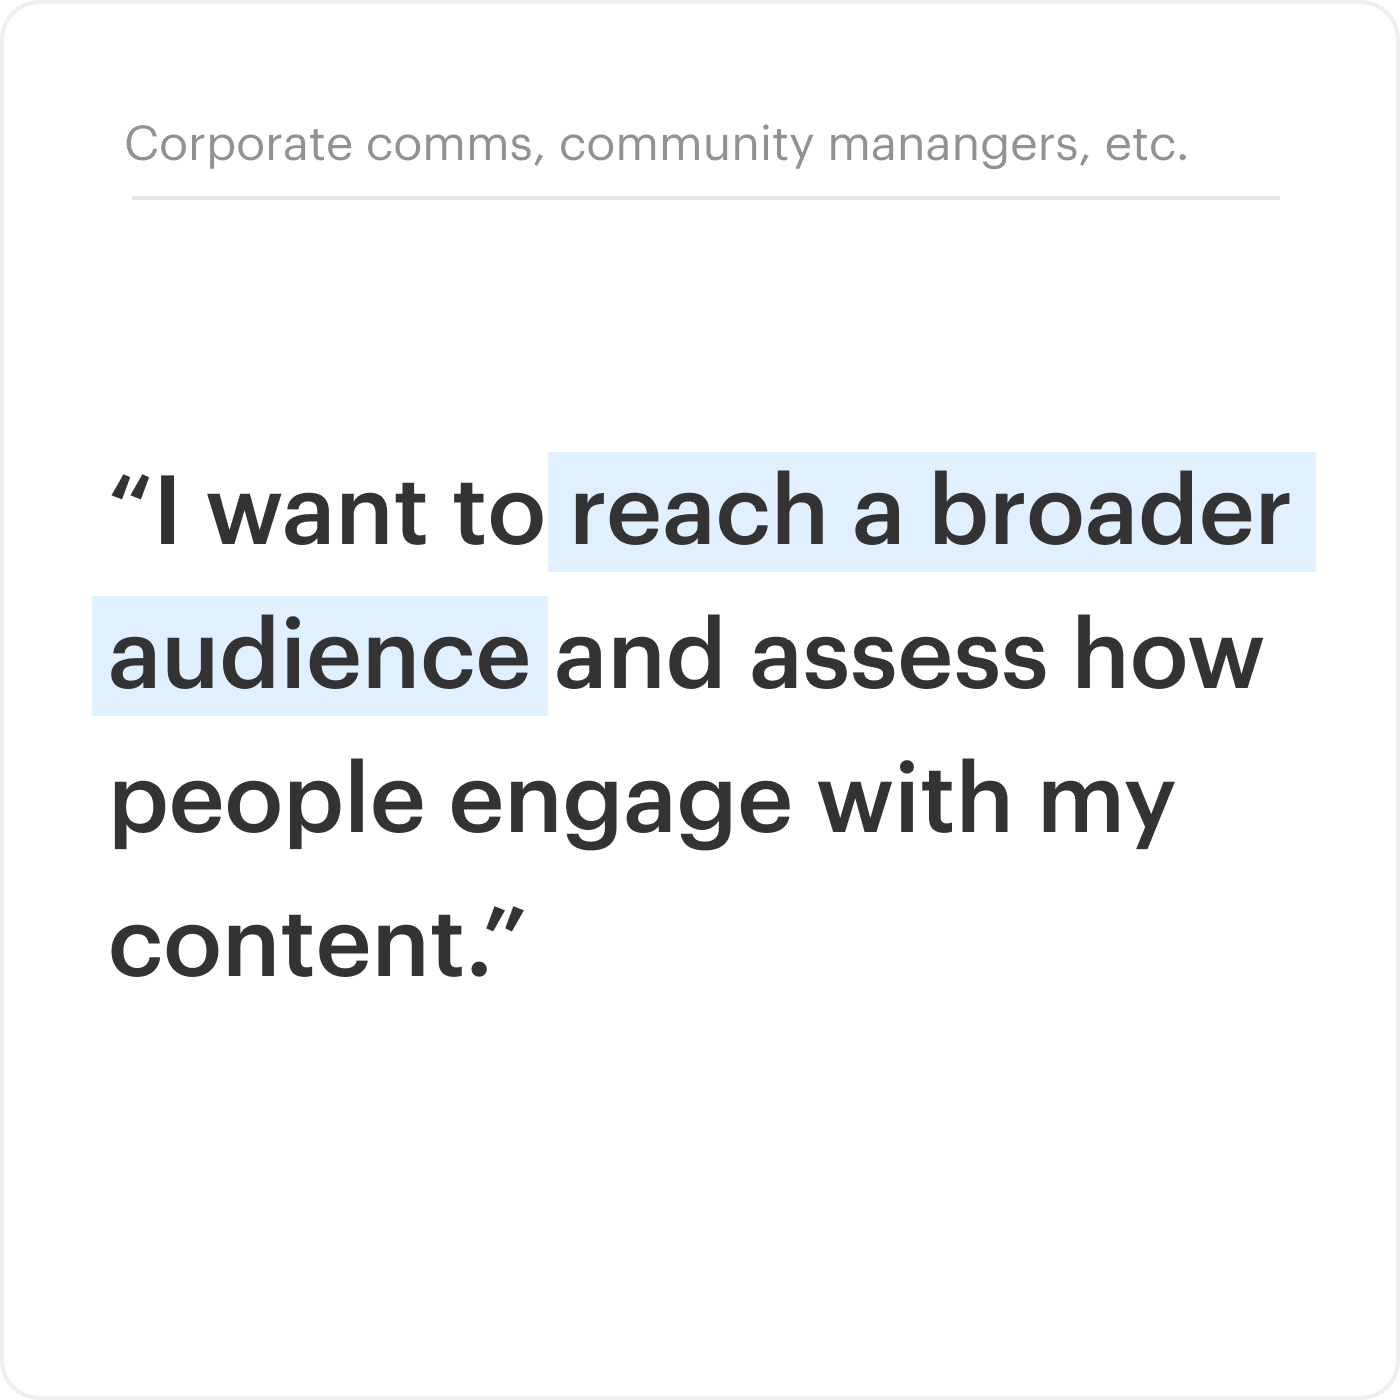 Corporate comms, community manangers, etc.
“I want to reach a broader
audience and assess how
people engage with my
content.”